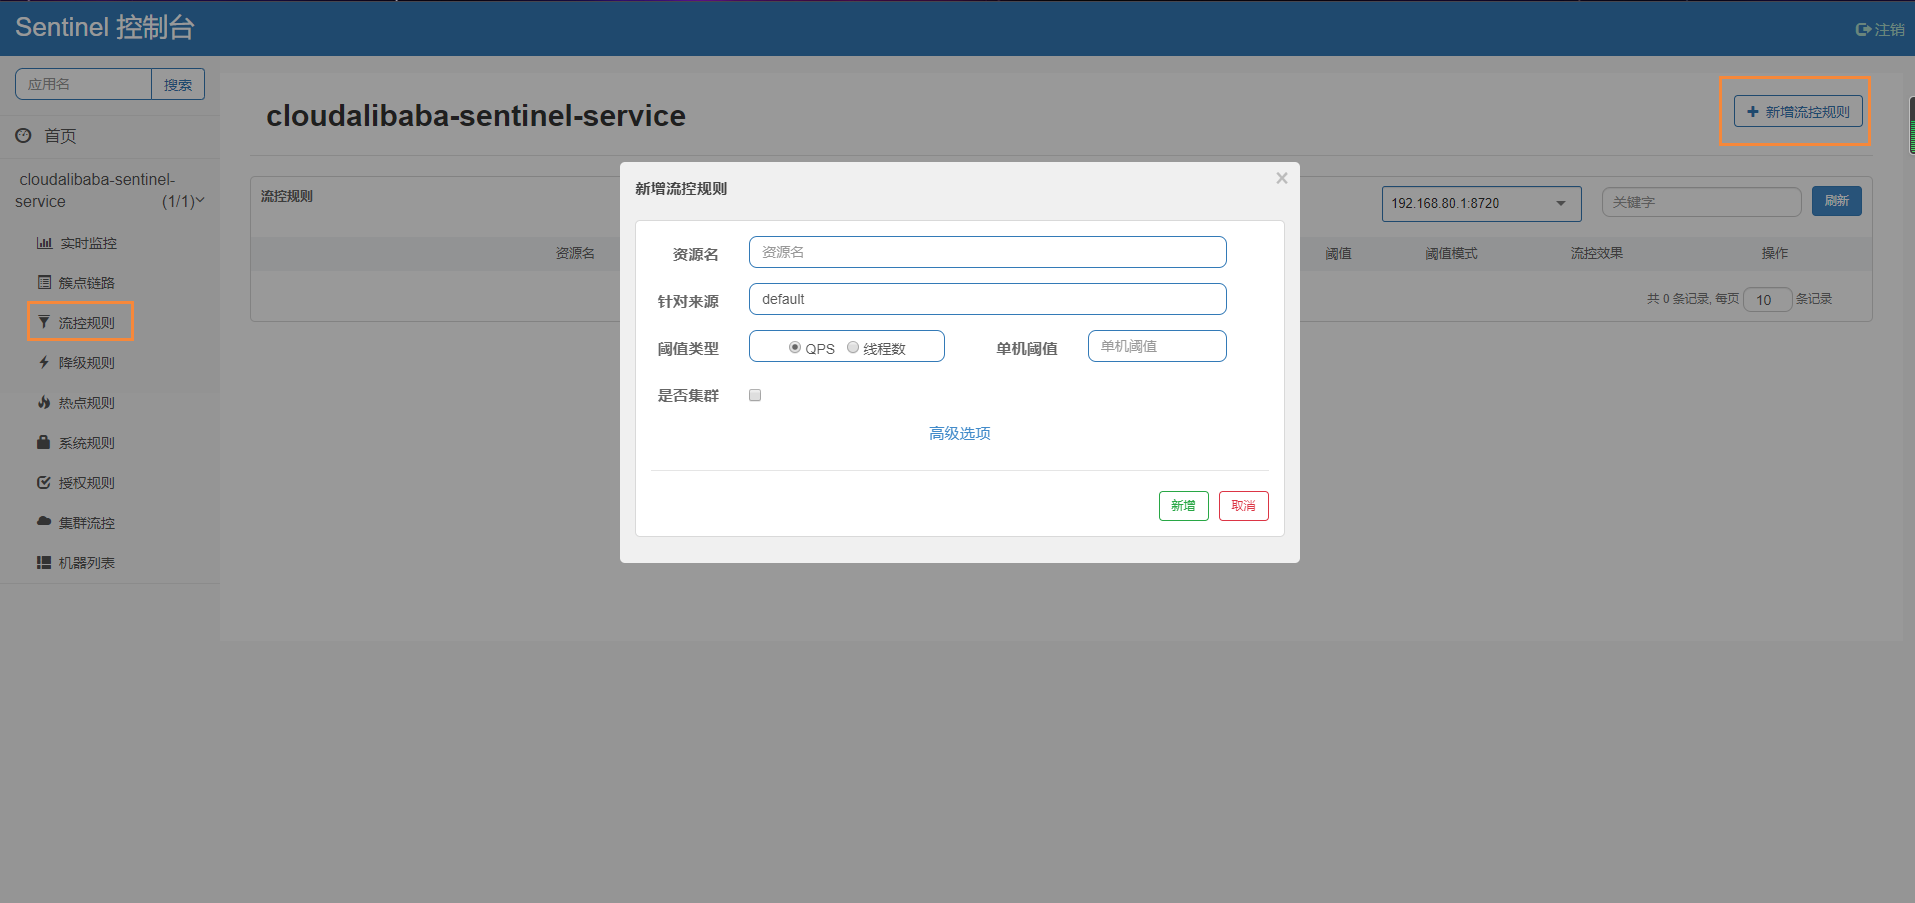 Sentinel 控制台
注销
应用名
搜索
首页
cloudalibaba-sentinel-
service (1/1)
实时监控
簇点链路
流控规则
降级规则
热点规则
系统规则
授权规则
集群流控
机器列表
cloudalibaba-sentinel-service
新增流控规则
流控规则
192.168.80.1:8720
关键字
刷新
资源名
阈值
阈值模式
流控效果
操作
共 0 条记录, 每页 10 条记录
新增流控规则
×
资源名
资源名
针对来源
default
阈值类型
QPS 线程数
单机阈值
单机阈值
是否集群
高级选项
新增
取消